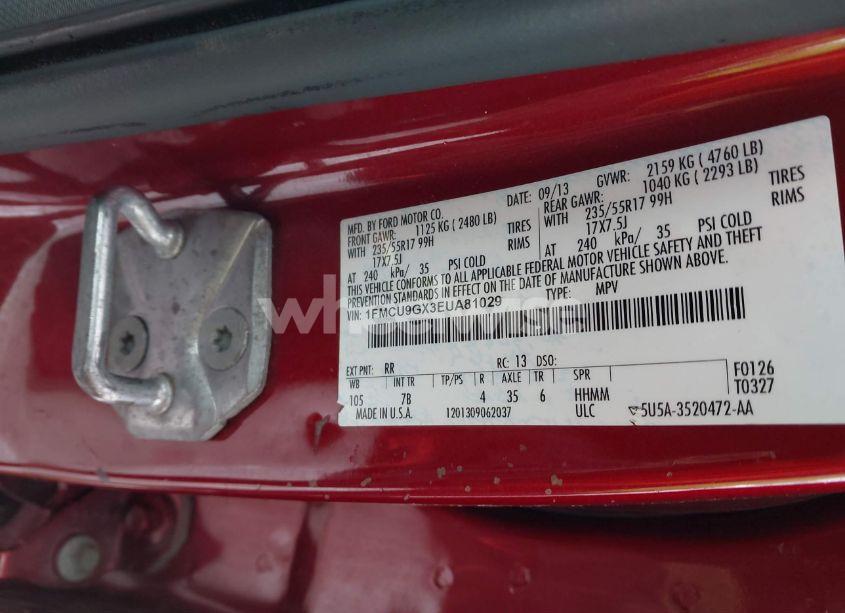 MFD. BY FORD MOTOR CO.
DATE: 09/13 GVWR: 2159 KG ( 4760 LB)
FRONT GAWR: 1125 KG ( 2480 LB) REAR GAWR: 1040 KG ( 2293 LB)
WITH 235/55R17 99H TIRES WITH 235/55R17 99H TIRES
17X7.5J RIMS 17X7.5J RIMS
AT 240 kPa/ 35 PSI COLD AT 240 kPa/ 35 PSI COLD
THIS VEHICLE CONFORMS TO ALL APPLICABLE FEDERAL MOTOR VEHICLE SAFETY AND THEFT
PREVENTION STANDARDS IN EFFECT ON THE DATE OF MANUFACTURE SHOWN ABOVE.
VIN: 1FMCU9GX3EUA81029 TYPE: MPV
EXT PNT: RR RC: 13 DSO:
WB INT TR TP/PS R AXLE TR SPR F0126
105 7B 4 35 6 HHMM T0327
MADE IN U.S.A. 1201309062037 ULC 5U5A-3520472-AA